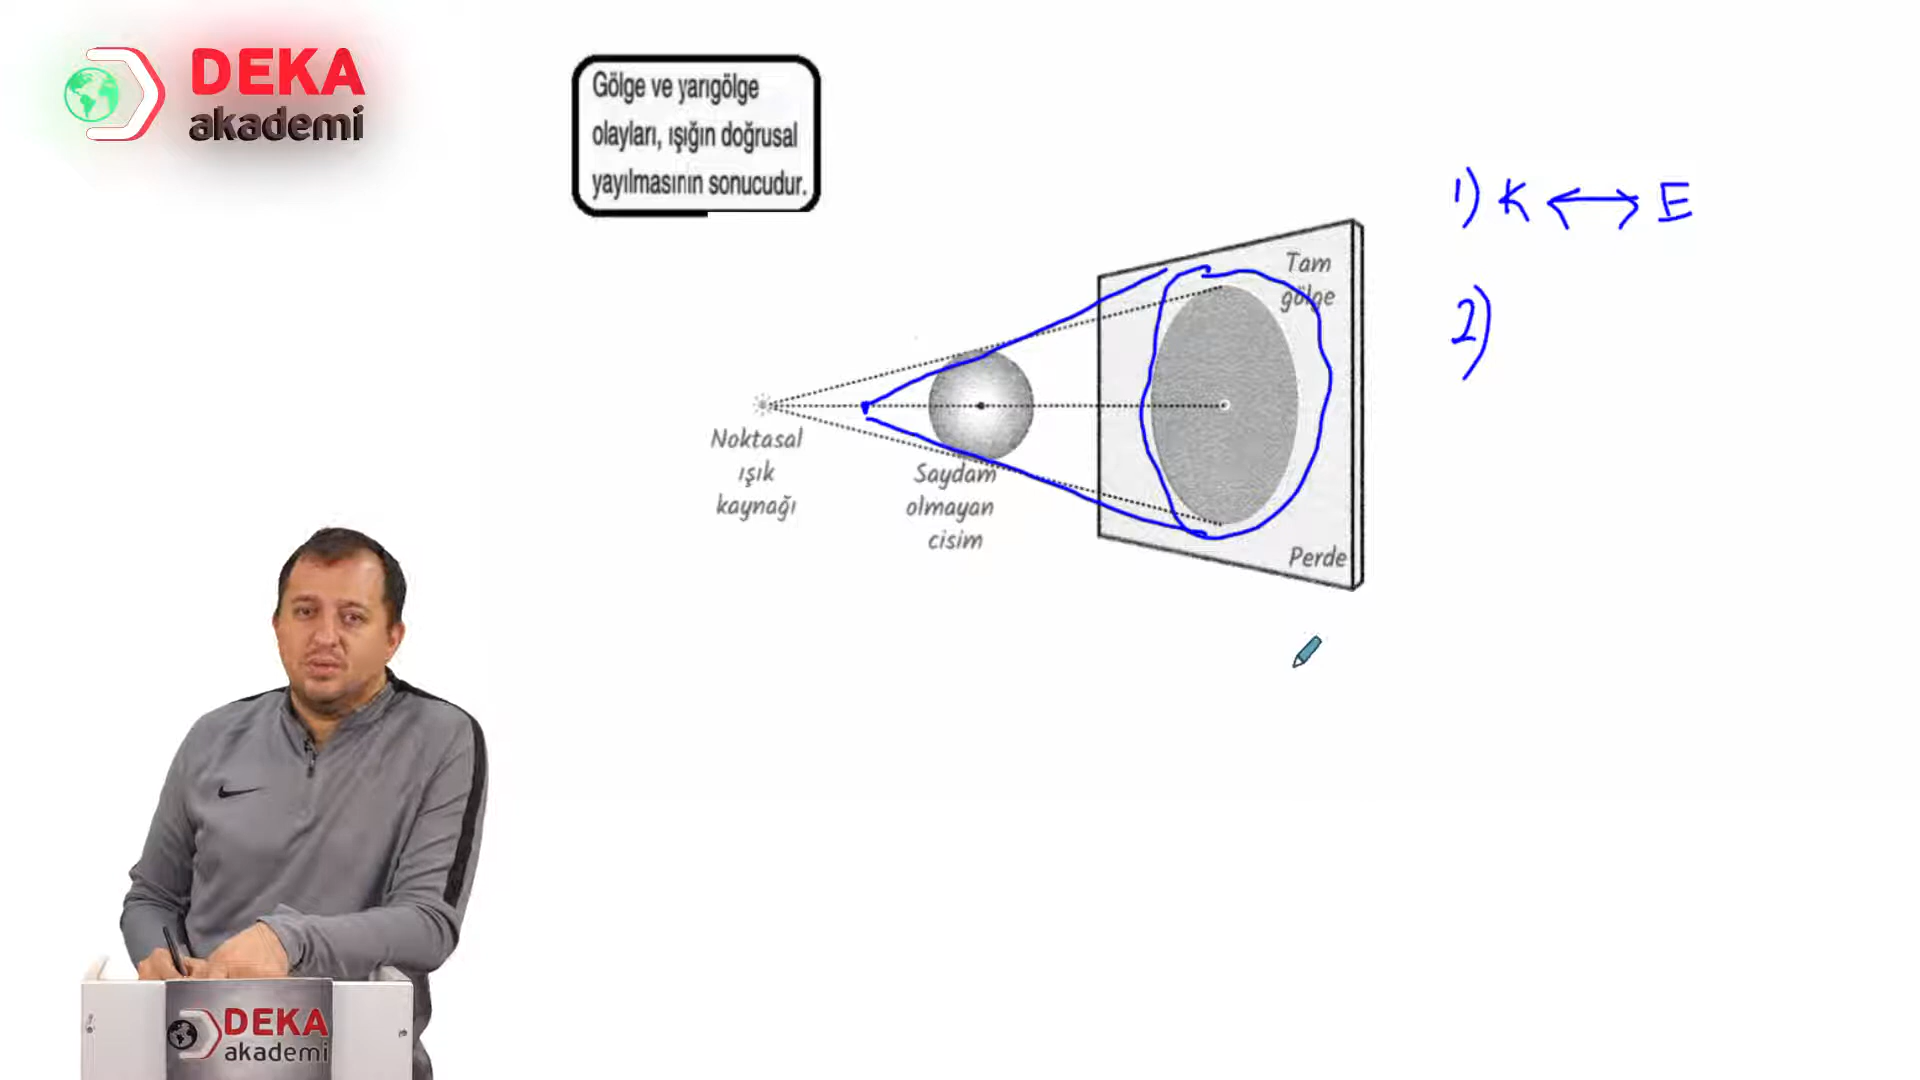 DEKA
akademi
Gölge ve yarıgölge
olayları, ışığın doğrusal
yayılmasının sonucudur.
1) K ↔ E
2)
Tam
gölge
Noktasal
ışık
kaynağı
Saydam
olmayan
cisim
Perde
DEKA
akademi